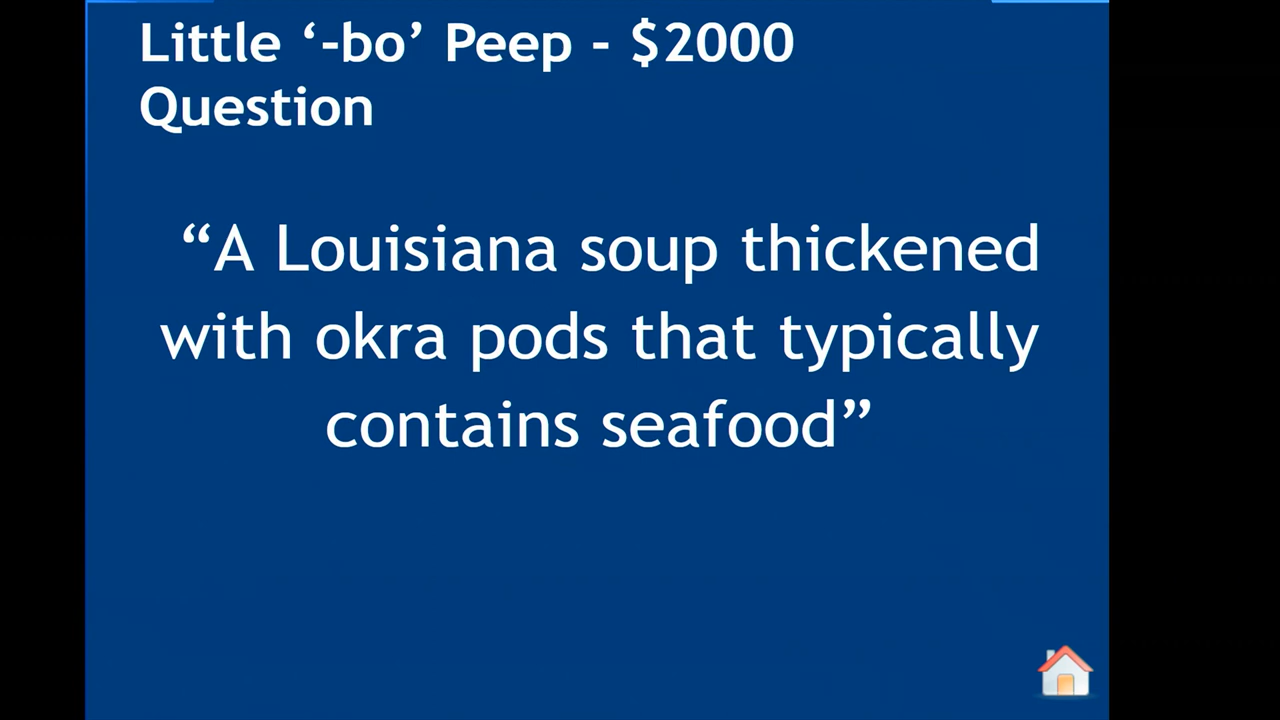 Little ‘-bo’ Peep - $2000
Question
“A Louisiana soup thickened
with okra pods that typically
contains seafood”